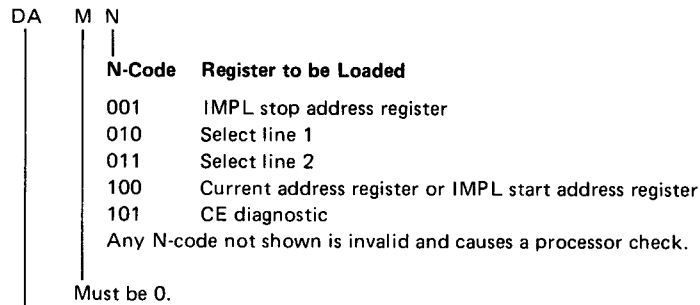 DA M N
N-Code Register to be Loaded
001 IMPL stop address register
010 Select line 1
011 Select line 2
100 Current address register or IMPL start address register
101 CE diagnostic
Any N-code not shown is invalid and causes a processor check.
Must be 0.